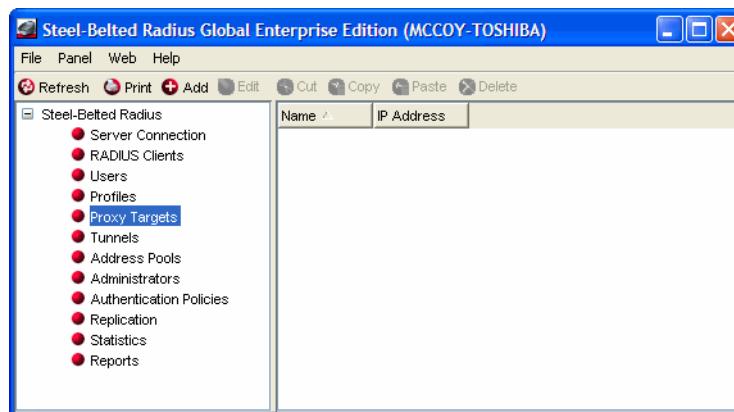 Steel-Belted Radius Global Enterprise Edition (MCCOY-TOSHIBA)
File Panel Web Help
Refresh Print Add Edit Cut Copy Paste Delete
Steel-Belted Radius
Server Connection
RADIUS Clients
Users
Profiles
Proxy Targets
Tunnels
Address Pools
Administrators
Authentication Policies
Replication
Statistics
Reports
Name IP Address